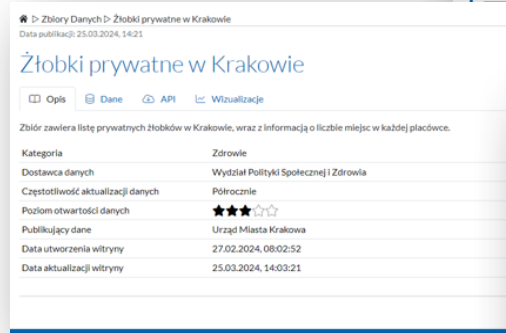 Zbiory Danych ▷ Żłobki prywatne w Krakowie
Data publikacji: 25.03.2024, 14:21
Żłobki prywatne w Krakowie
Opis Dane API Wizualizacje
Zbiór zawiera listę prywatnych żłobków w Krakowie, wraz z informacją o liczbie miejsc w każdej placówce.
Kategoria Zdrowie
Dostawca danych Wydział Polityki Społecznej i Zdrowia
Częstotliwość aktualizacji danych Półrocznie
Poziom otwartości danych
Publikujący dane Urząd Miasta Krakowa
Data utworzenia witryny 27.02.2024, 08:02:52
Data aktualizacji witryny 25.03.2024, 14:03:21